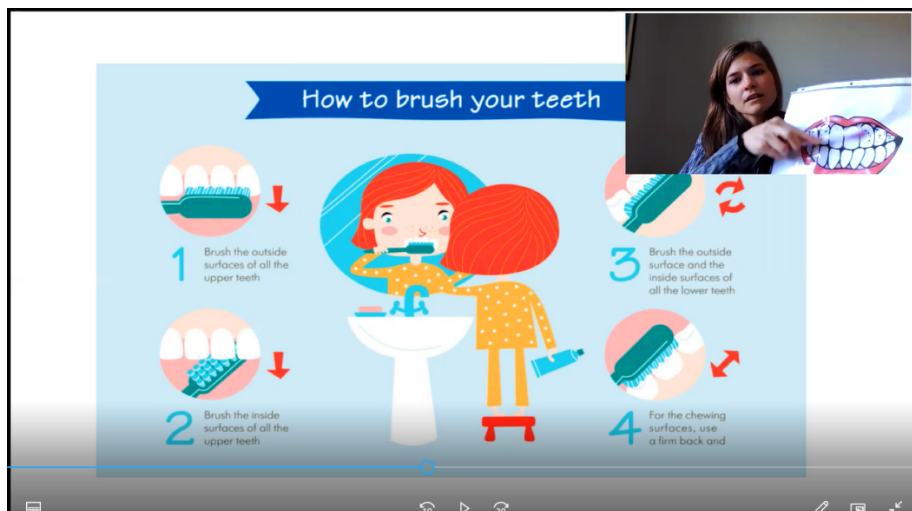 How to brush your teeth
1
Brush the outside
surfaces of all the
upper teeth
2
Brush the inside
surfaces of all the
upper teeth
3
Brush the outside
surface and the
inside surfaces of
all the lower teeth
4
For the chewing
surfaces, use
a firm back and